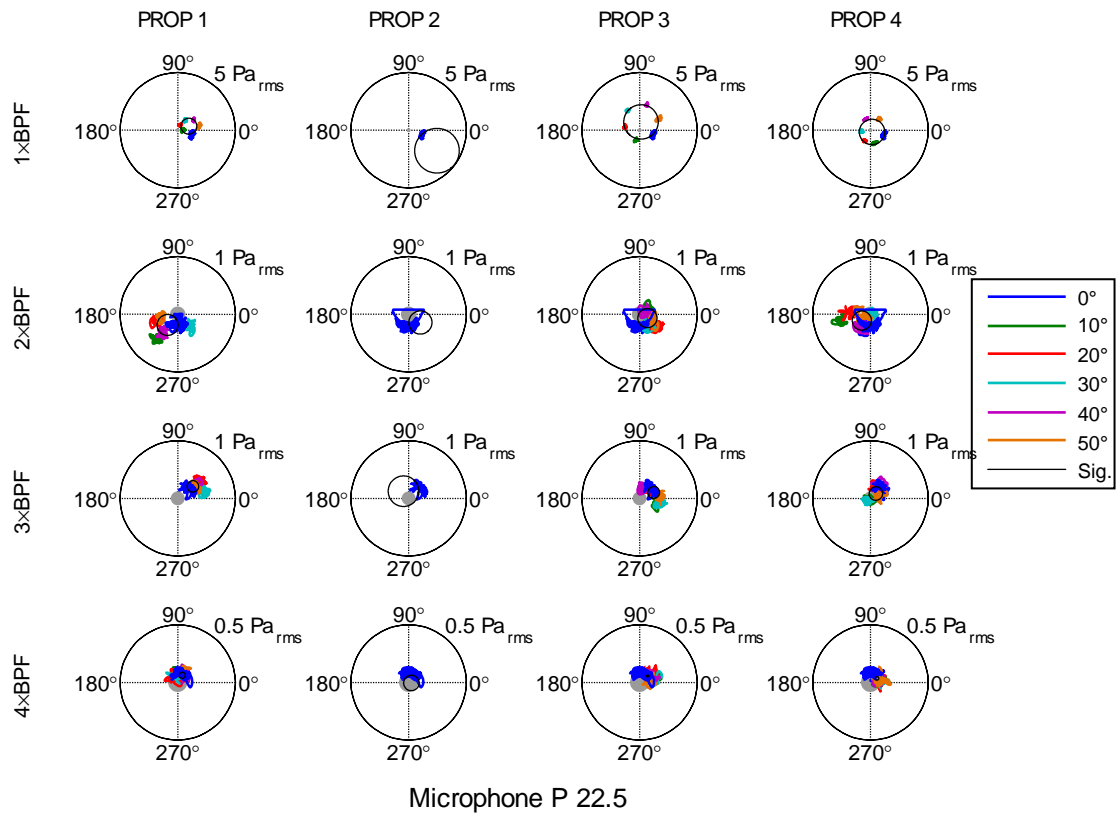 PROP 1 PROP 2 PROP 3 PROP 4
1×BPF
90° 5 Pa rms 180° 0° 270°
90° 5 Pa rms 180° 0° 270°
90° 5 Pa rms 180° 0° 270°
90° 5 Pa rms 180° 0° 270°
2×BPF
90° 1 Pa rms 180° 0° 270°
90° 1 Pa rms 180° 0° 270°
90° 1 Pa rms 180° 0° 270°
90° 1 Pa rms 180° 0° 270°
3×BPF
90° 1 Pa rms 180° 0° 270°
90° 1 Pa rms 180° 0° 270°
90° 1 Pa rms 180° 0° 270°
90° 1 Pa rms 180° 0° 270°
4×BPF
90° 0.5 Pa rms 180° 0° 270°
90° 0.5 Pa rms 180° 0° 270°
90° 0.5 Pa rms 180° 0° 270°
90° 0.5 Pa rms 180° 0° 270°
0°
10°
20°
30°
40°
50°
Sig.
Microphone P 22.5